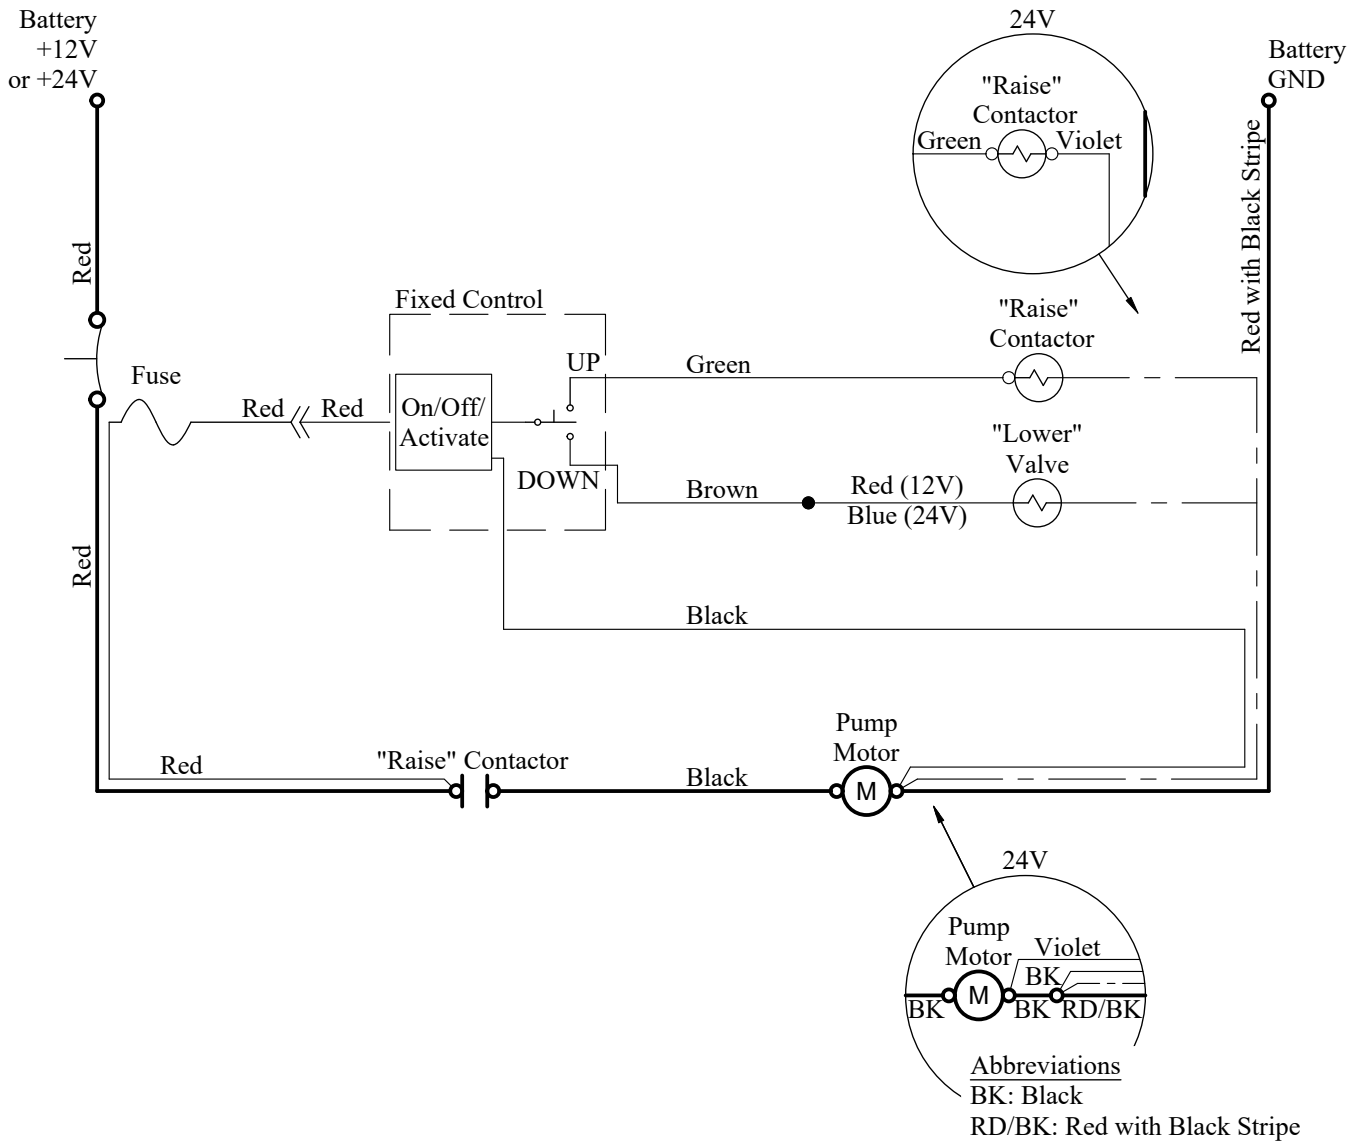 Battery
+12V
or +24V
24V
Battery
GND
"Raise"
Contactor
Green
Violet
Red with Black Stripe
Red
Fixed Control
"Raise"
Contactor
UP
Green
Fuse
Red
Red
On/Off/
Activate
"Lower"
Valve
DOWN
Brown
Red (12V)
Blue (24V)
Red
Black
Pump
Motor
Red
"Raise" Contactor
Black
M
24V
Pump
Motor
Violet
BK
M
BK
BK
RD/BK
Abbreviations
BK: Black
RD/BK: Red with Black Stripe